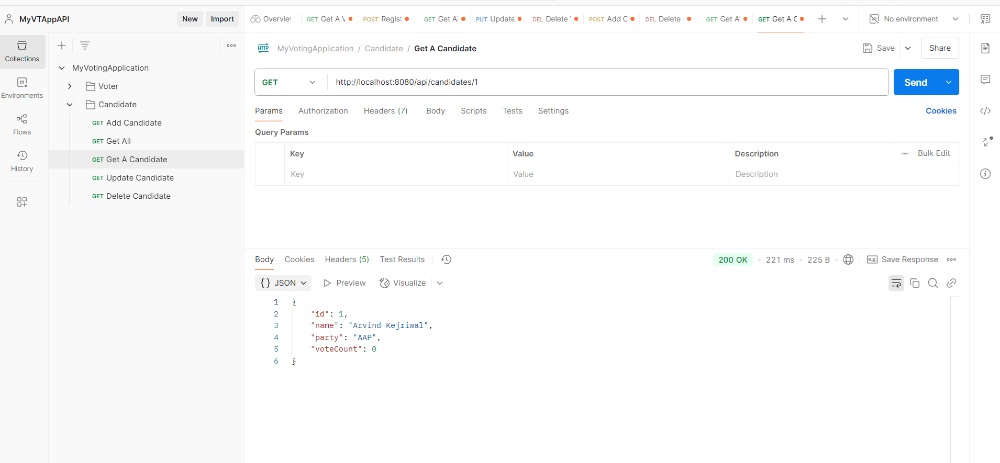 MyVTAppAPI
New
Import
Overvie
GET Get A V
POST Regist
GET Get Al
PUT Update
DEL Delete
POST Add C
DEL Delete
GET Get Al
GET Get A C
No environment
Collections
Environments
Flows
History
MyVotingApplication
Voter
Candidate
GET Add Candidate
GET Get All
GET Get A Candidate
GET Update Candidate
GET Delete Candidate
HTTP MyVotingApplication / Candidate / Get A Candidate
Save
Share
GET
http://localhost:8080/api/candidates/1
Send
Params Authorization Headers (7) Body Scripts Tests Settings
Cookies
Query Params
Key Value Description Bulk Edit
Key Value Description
Body Cookies Headers (5) Test Results
200 OK 221 ms 225 B e.g. Save Response
{} JSON Preview Visualize
1 {
2 "id": 1,
3 "name": "Arvind Kejriwal",
4 "party": "AAP",
5 "voteCount": 0
6 }